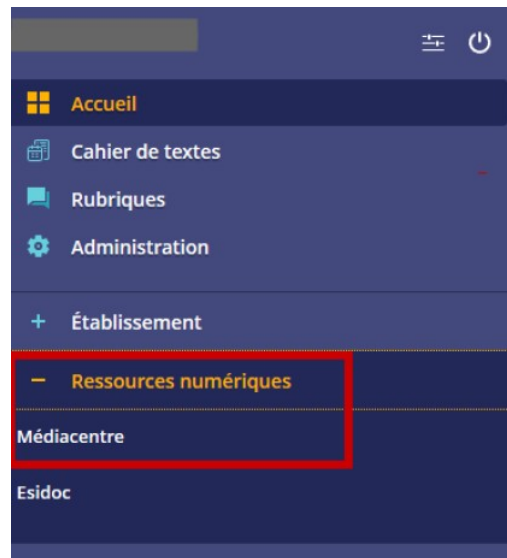 Accueil
Cahier de textes
Rubriques
Administration
Établissement
Ressources numériques
Médiacentre
Esidoc